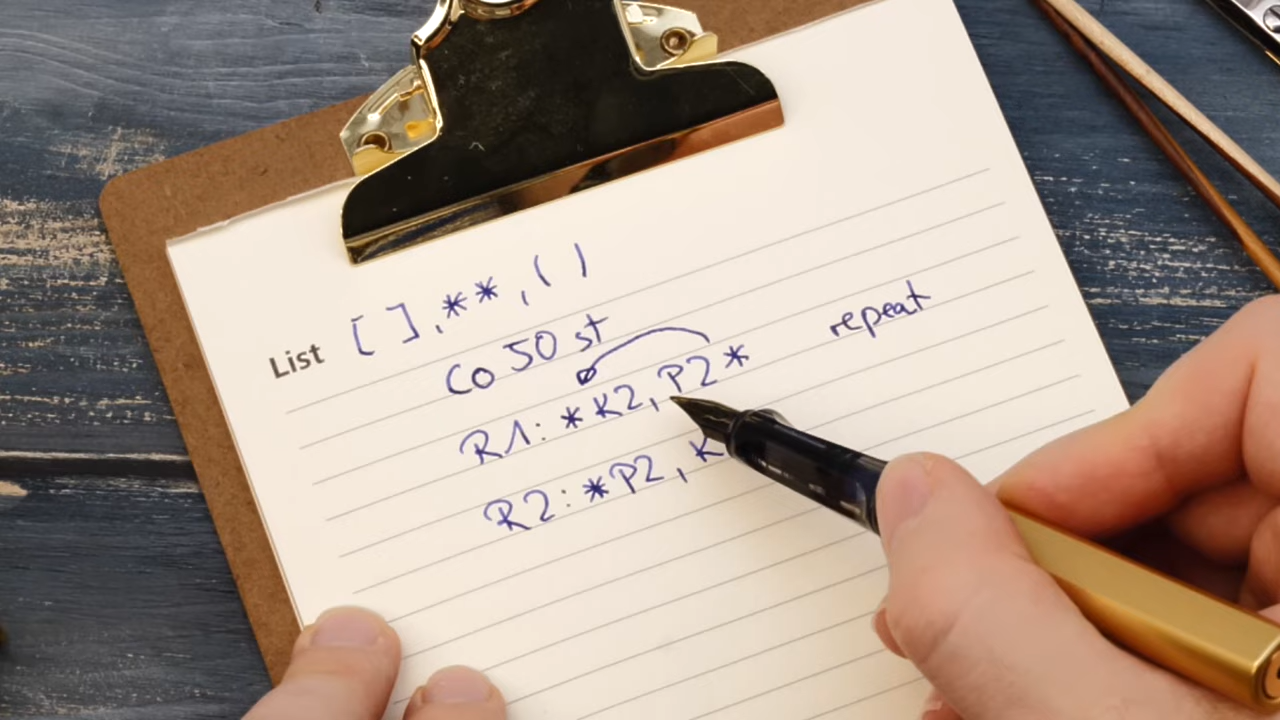 List [ ], **, ( )
Co 50 st
R1: *K2, P2* repeat
R2: *P2, K